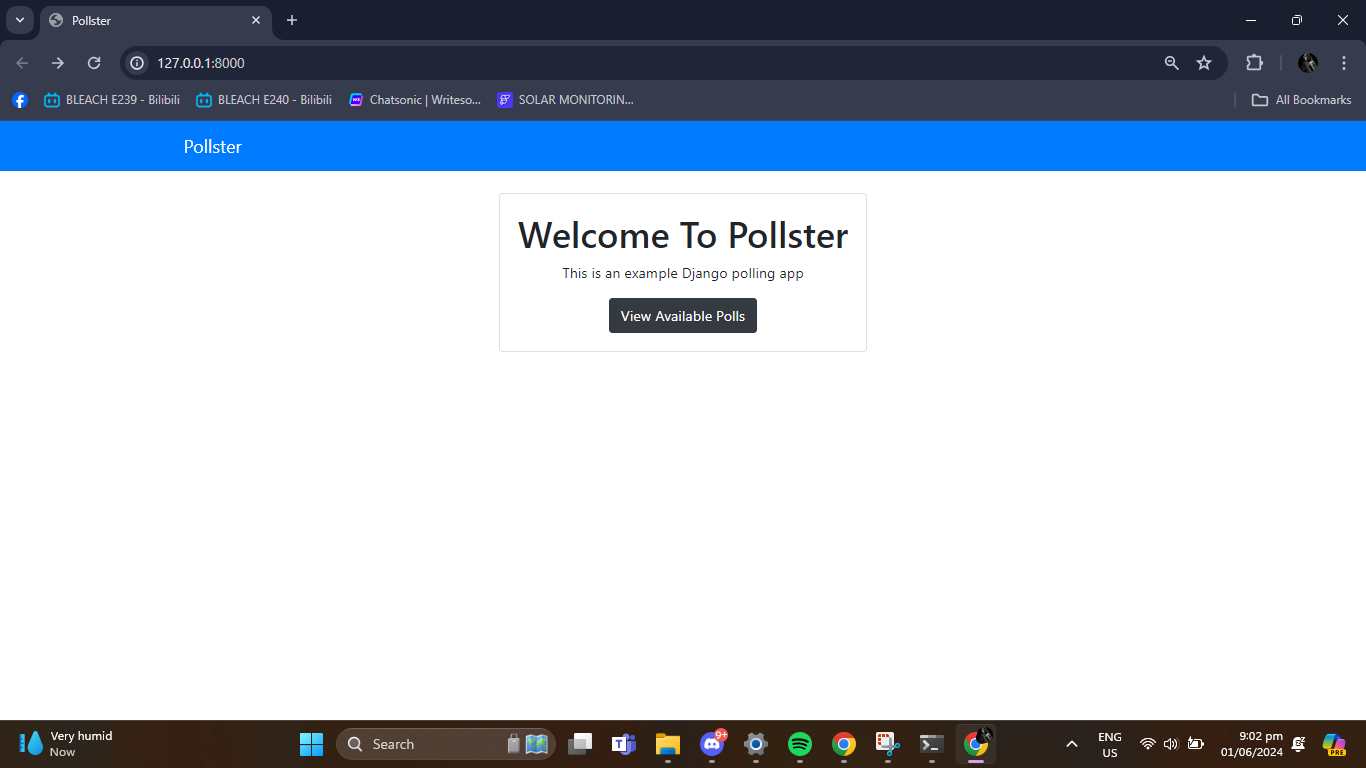 Pollster
127.0.0.1:8000
BLEACH E239 - Bilibili
BLEACH E240 - Bilibili
Chatsonic | Writeso...
SOLAR MONITORIN...
All Bookmarks
Pollster
Welcome To Pollster
This is an example Django polling app
View Available Polls
Very humid
Now
Search
9+
ENG
US
9:02 pm
01/06/2024
PRE